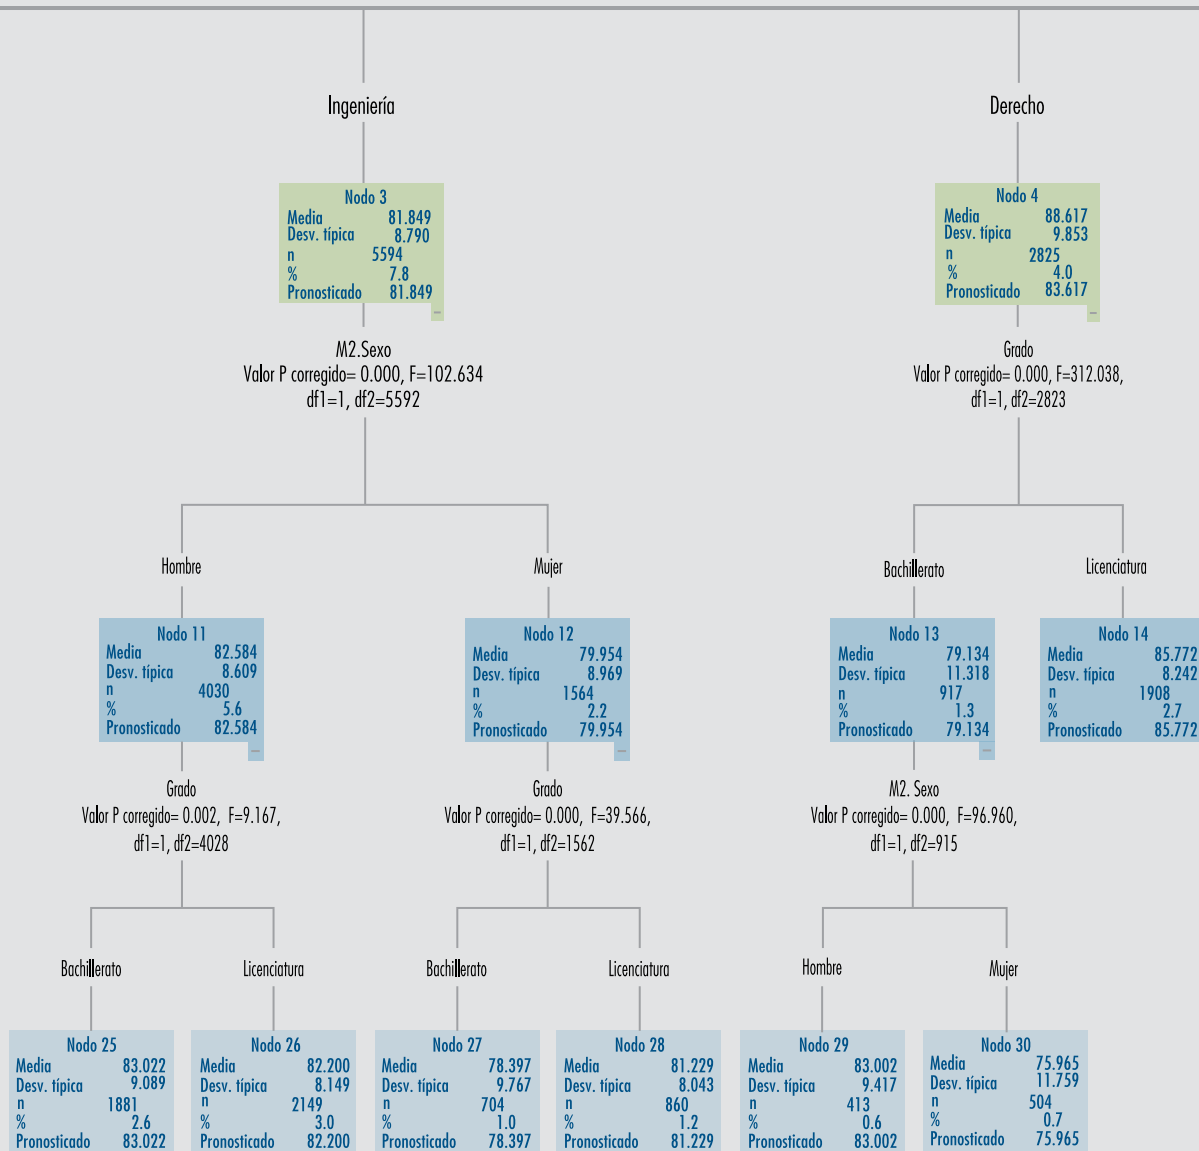 Ingeniería
Derecho
Nodo 3
Media 81.849
Desv. típica 8.790
n 5594
% 7.8
Pronosticado 81.849
Nodo 4
Media 88.617
Desv. típica 9.853
n 2825
% 4.0
Pronosticado 83.617
M2.Sexo
Valor P corregido= 0.000, F=102.634
df1=1, df2=5592
Grado
Valor P corregido= 0.000, F=312.038,
df1=1, df2=2823
Hombre
Mujer
Bachillerato
Licenciatura
Nodo 11
Media 82.584
Desv. típica 8.609
n 4030
% 5.6
Pronosticado 82.584
Nodo 12
Media 79.954
Desv. típica 8.969
n 1564
% 2.2
Pronosticado 79.954
Nodo 13
Media 79.134
Desv. típica 11.318
n 917
% 1.3
Pronosticado 79.134
Nodo 14
Media 85.772
Desv. típica 8.242
n 1908
% 2.7
Pronosticado 85.772
Grado
Valor P corregido= 0.002, F=9.167,
df1=1, df2=4028
Grado
Valor P corregido= 0.000, F=39.566,
df1=1, df2=1562
M2. Sexo
Valor P corregido= 0.000, F=96.960,
df1=1, df2=915
Bachillerato
Licenciatura
Bachillerato
Licenciatura
Hombre
Mujer
Nodo 25
Media 83.022
Desv. típica 9.089
n 1881
% 2.6
Pronosticado 83.022
Nodo 26
Media 82.200
Desv. típica 8.149
n 2149
% 3.0
Pronosticado 82.200
Nodo 27
Media 78.397
Desv. típica 9.767
n 704
% 1.0
Pronosticado 78.397
Nodo 28
Media 81.229
Desv. típica 8.043
n 860
% 1.2
Pronosticado 81.229
Nodo 29
Media 83.002
Desv. típica 9.417
n 413
% 0.6
Pronosticado 83.002
Nodo 30
Media 75.965
Desv. típica 11.759
n 504
% 0.7
Pronosticado 75.965